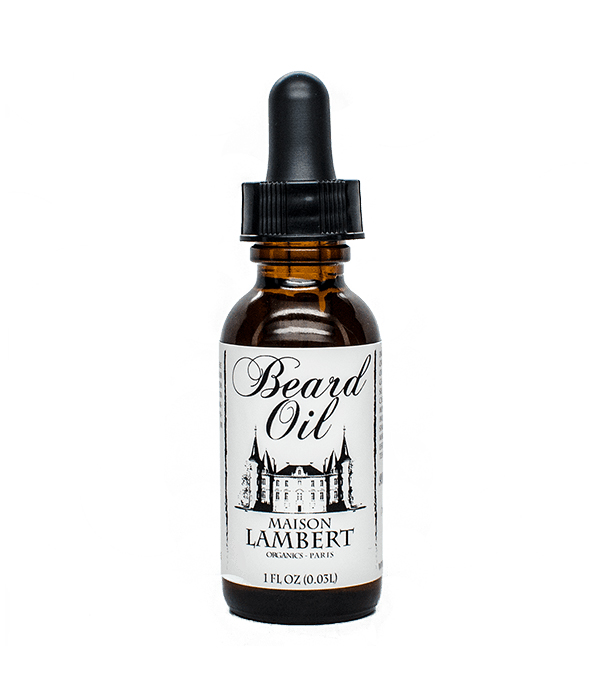 Beard
Oil
MAISON
LAMBERT
ORGANICS - PARIS
1 FL OZ (0.03L)